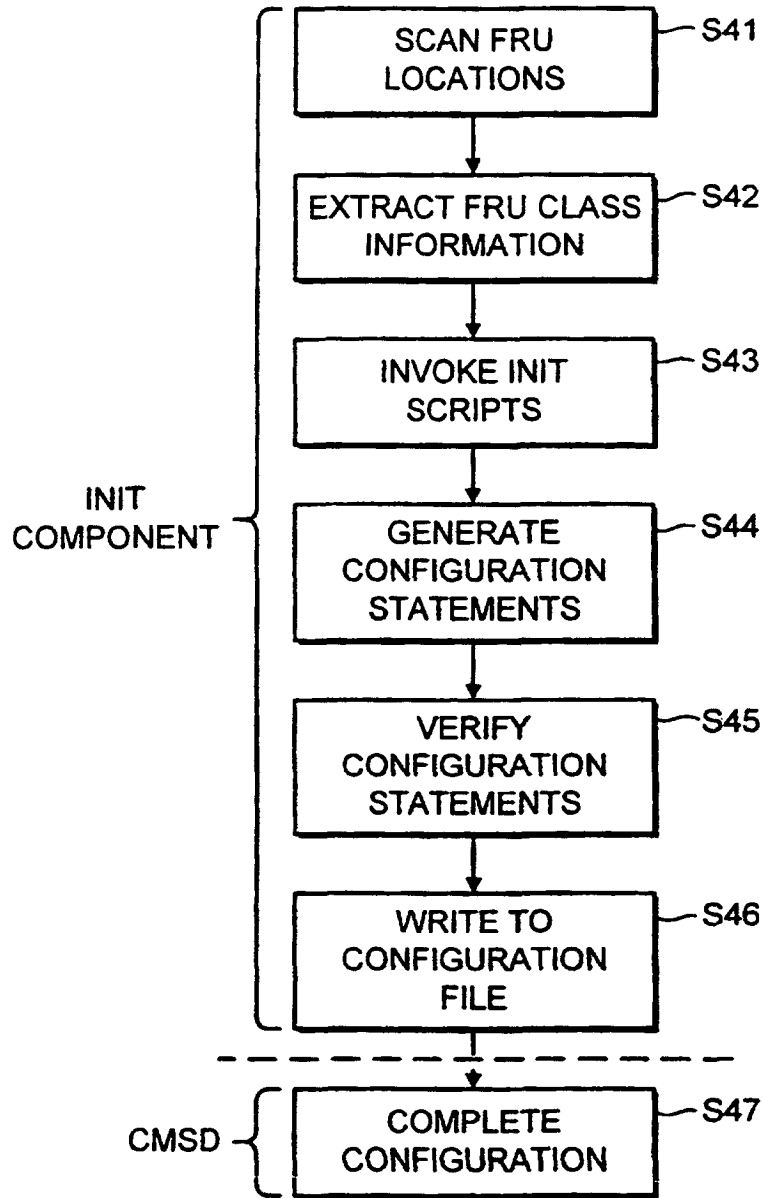 SCAN FRU
LOCATIONS
S41
EXTRACT FRU CLASS
INFORMATION
S42
INVOKE INIT
SCRIPTS
S43
INIT
COMPONENT
GENERATE
CONFIGURATION
STATEMENTS
S44
VERIFY
CONFIGURATION
STATEMENTS
S45
WRITE TO
CONFIGURATION
FILE
S46
CMSD
COMPLETE
CONFIGURATION
S47